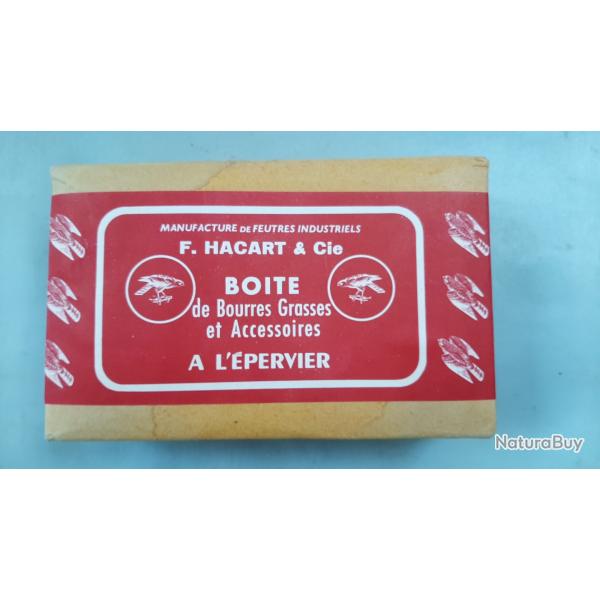 MANUFACTURE DE FEUTRES INDUSTRIELS
F. HACART & Cie
BOITE
de Bourres Grasses
et Accessoires
A L'ÉPERVIER
NaturaBuy